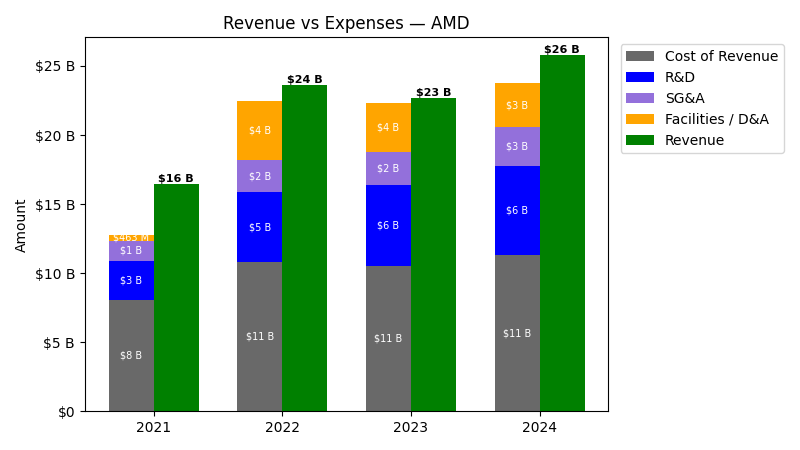 Revenue vs Expenses — AMD
Amount
$25 B
$20 B
$15 B
$10 B
$5 B
$0
$16 B
$465 M
$1 B
$3 B
$8 B
$24 B
$4 B
$2 B
$5 B
$11 B
$23 B
$4 B
$2 B
$6 B
$11 B
$26 B
$3 B
$3 B
$6 B
$11 B
2021
2022
2023
2024
Cost of Revenue
R&D
SG&A
Facilities / D&A
Revenue